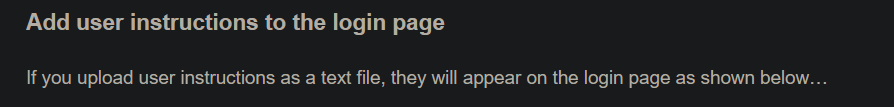 Add user instructions to the login page
If you upload user instructions as a text file, they will appear on the login page as shown below…